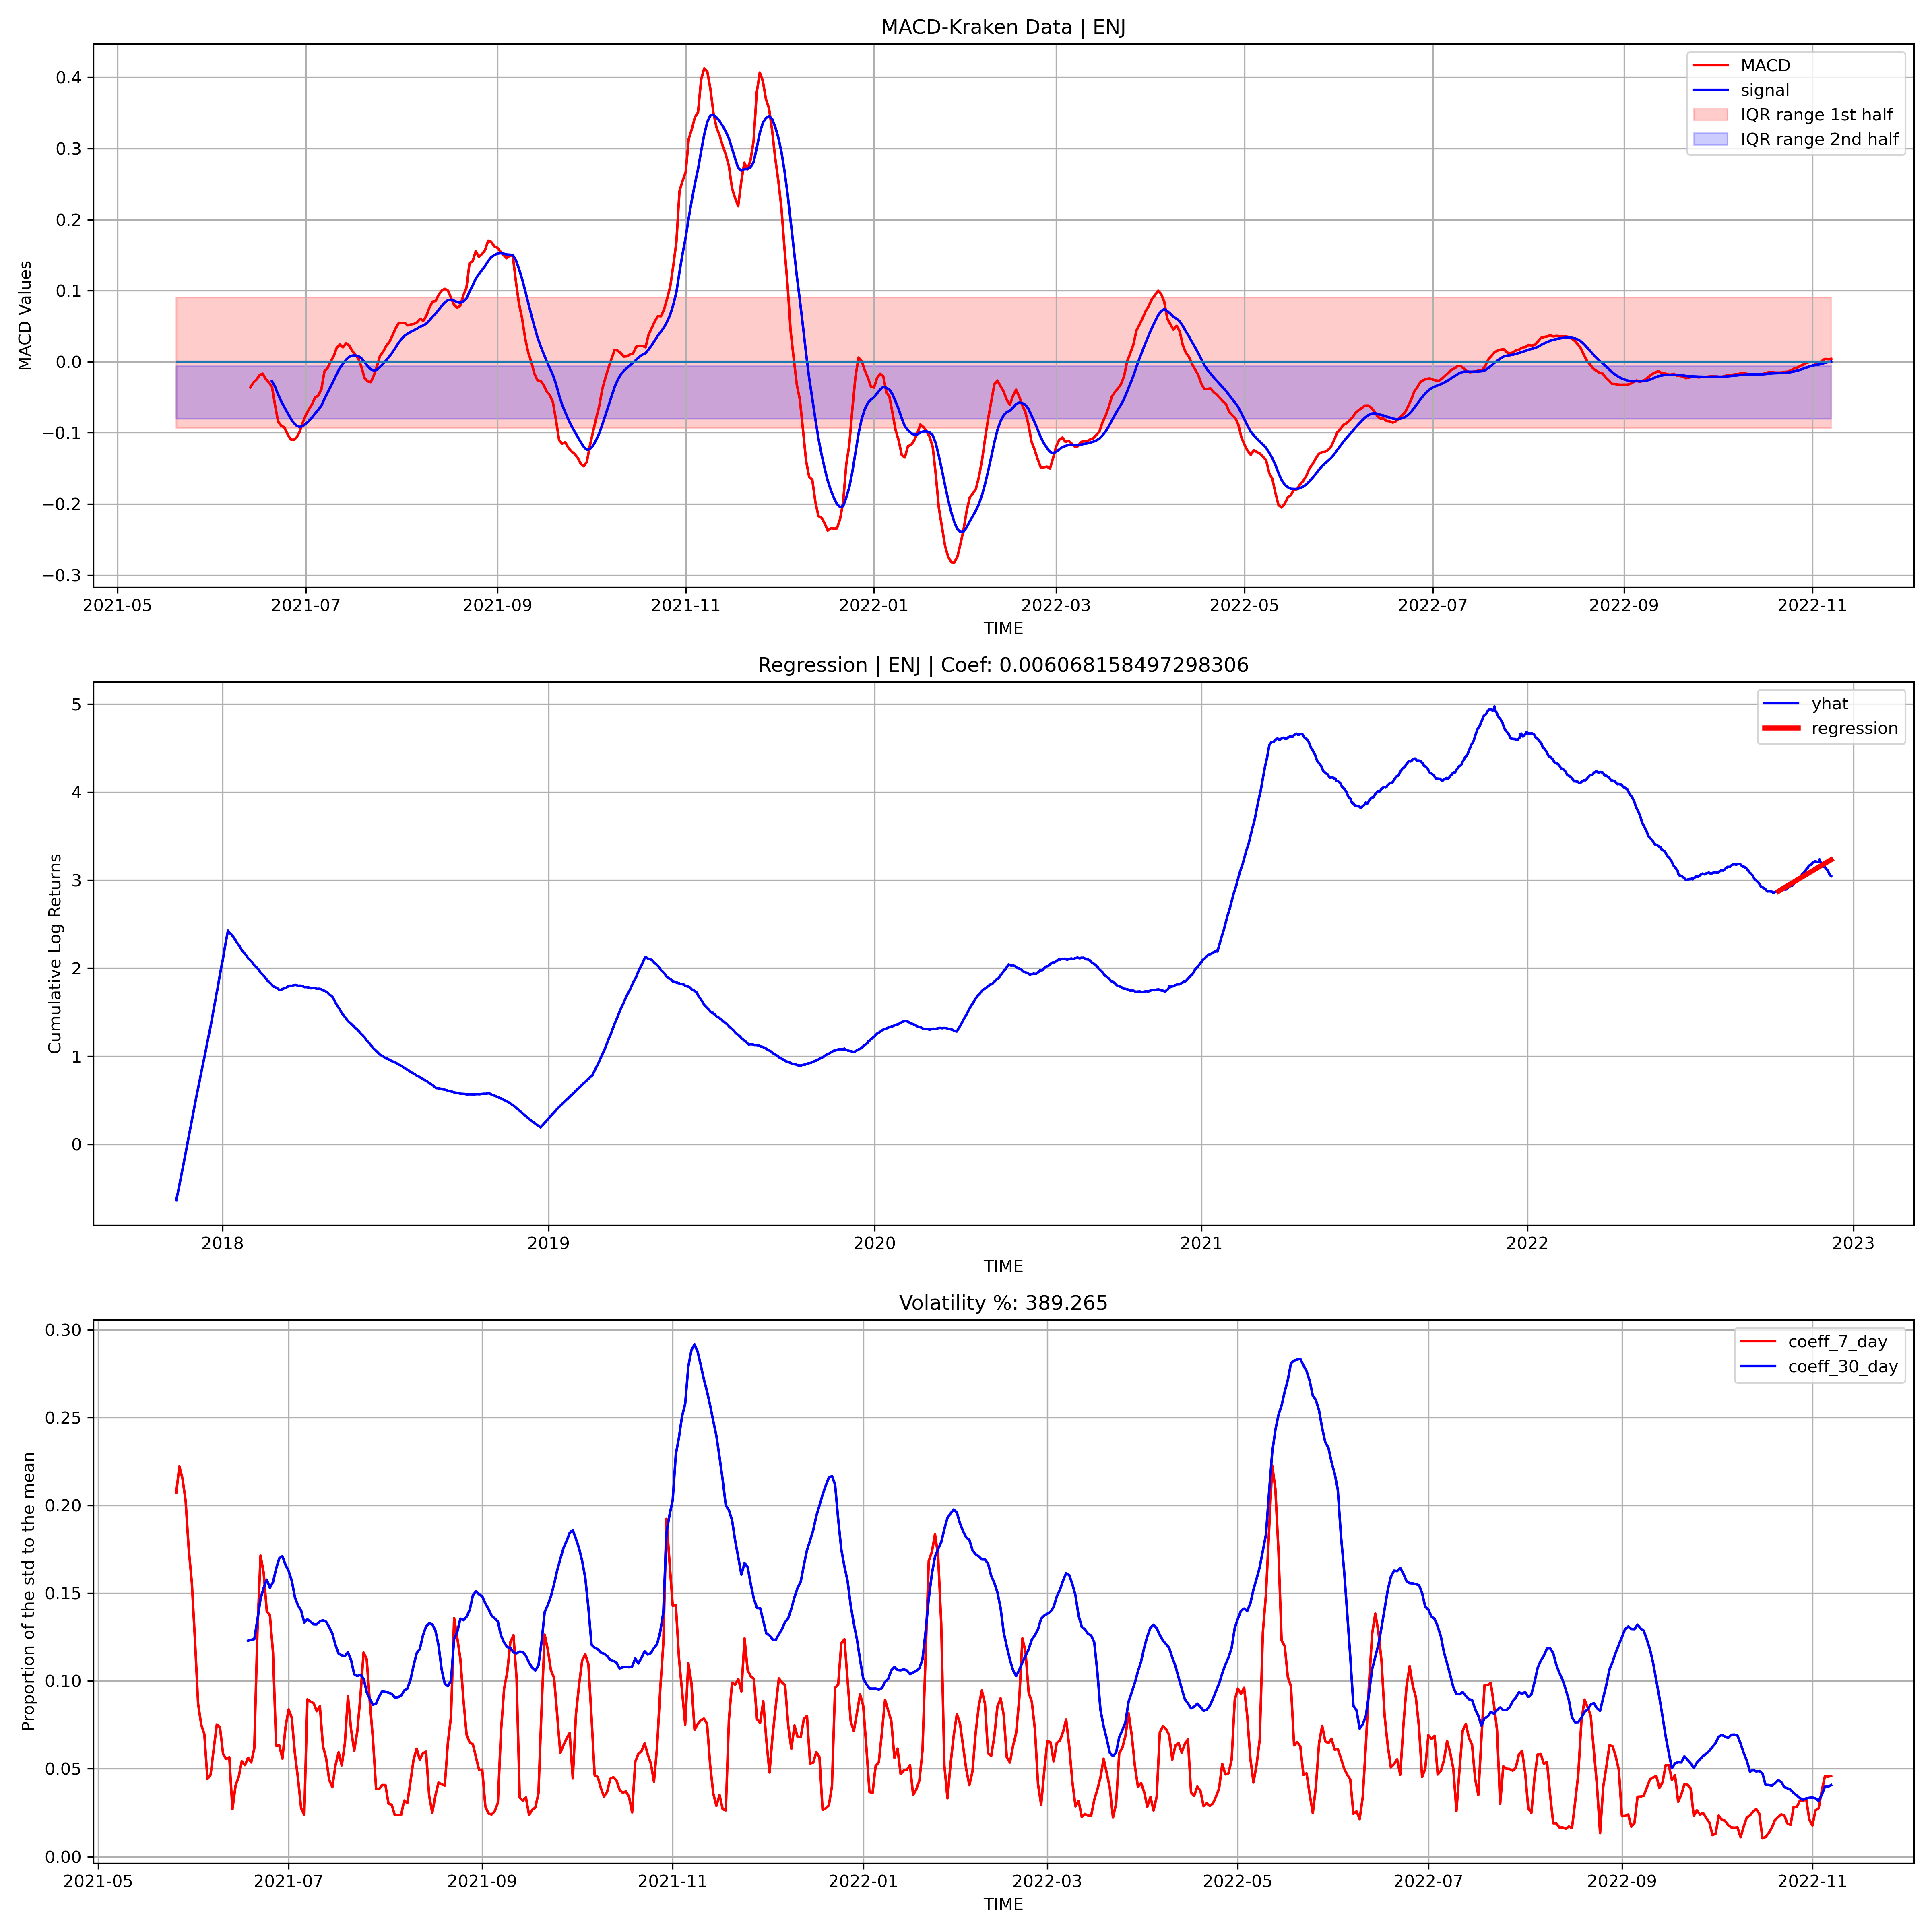 MACD-Kraken Data | ENJ
MACD
signal
IQR range 1st half
IQR range 2nd half
MACD Values
0.4
0.3
0.2
0.1
0.0
−0.1
−0.2
−0.3
2021-05 2021-07 2021-09 2021-11 2022-01 2022-03 2022-05 2022-07 2022-09 2022-11
TIME
Regression | ENJ | Coef: 0.006068158497298306
yhat
regression
Cumulative Log Returns
5
4
3
2
1
0
2018 2019 2020 2021 2022 2023
TIME
Volatility %: 389.265
coeff_7_day
coeff_30_day
Proportion of the std to the mean
0.30
0.25
0.20
0.15
0.10
0.05
0.00
2021-05 2021-07 2021-09 2021-11 2022-01 2022-03 2022-05 2022-07 2022-09 2022-11
TIME